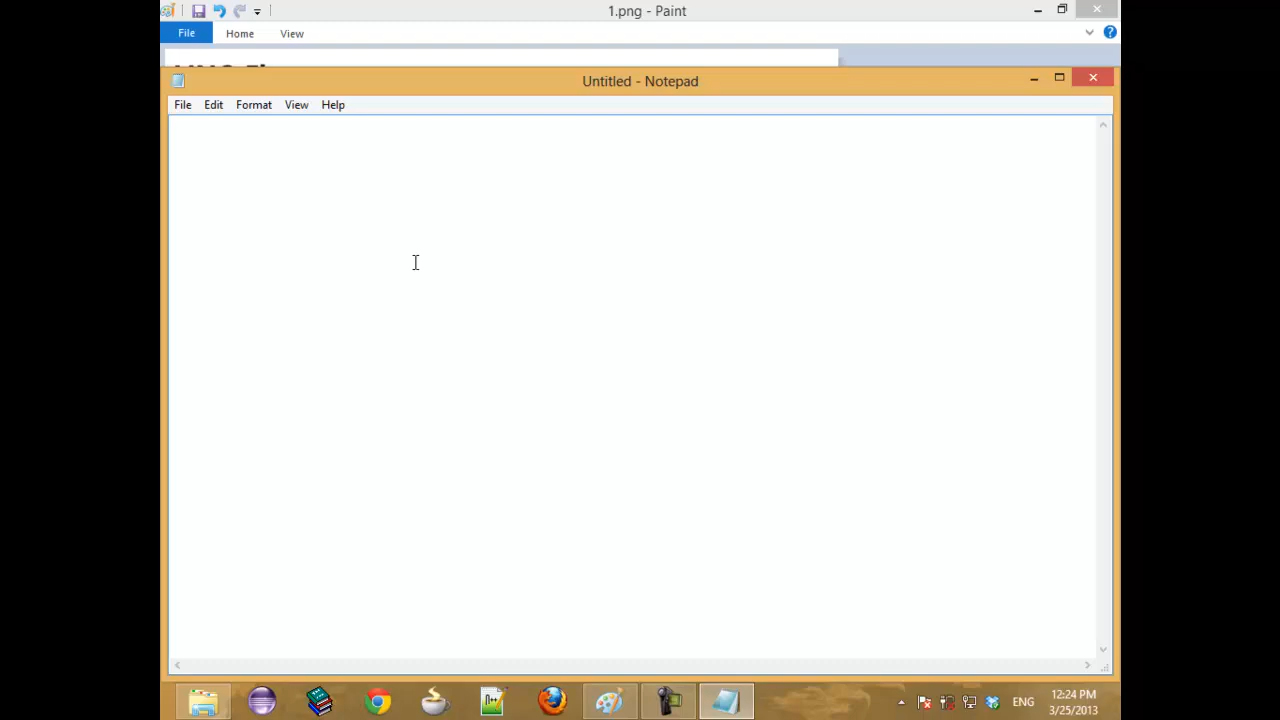 1.png - Paint
File Home View
Untitled - Notepad
File Edit Format View Help
N++
ENG
12:24 PM
3/25/2013